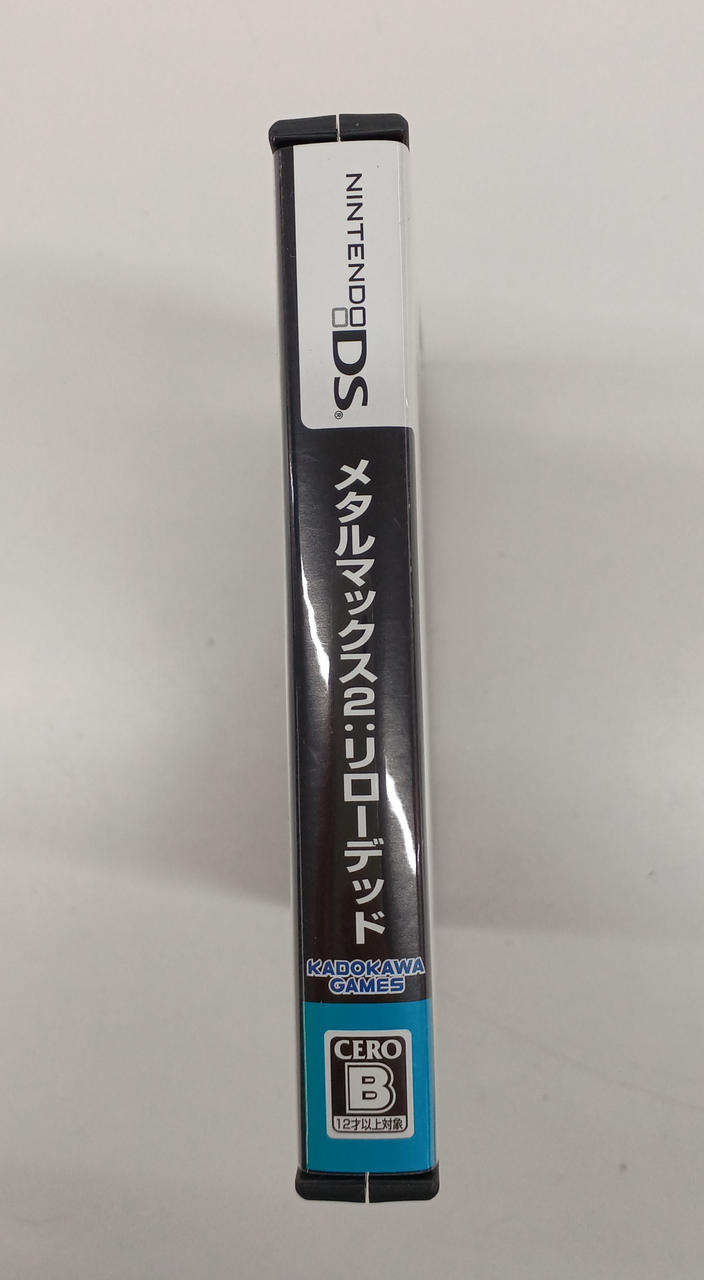 NINTENDO DS®
メタルマックス2:リローデッド
KADOKAWA
GAMES
CERO
B
12才以上対象